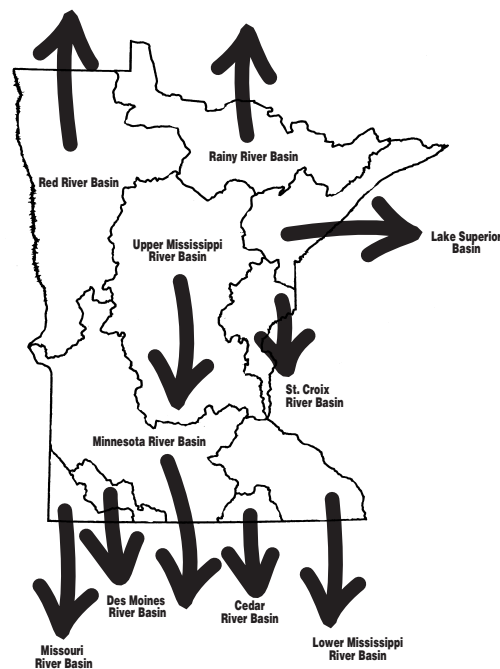 Rainy River Basin
Red River Basin
Lake Superior
Basin
Upper Mississippi
River Basin
St. Croix
River Basin
Minnesota River Basin
Des Moines
River Basin
Cedar
River Basin
Lower Mississippi
River Basin
Missouri
River Basin